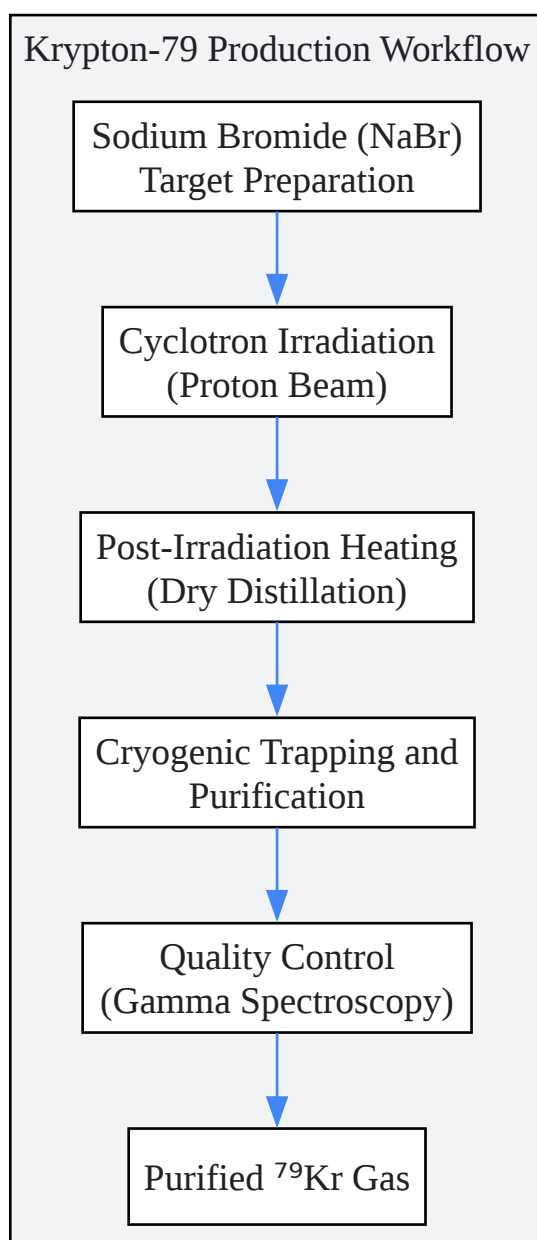 Krypton-79 Production Workflow
Sodium Bromide (NaBr)
Target Preparation
Cyclotron Irradiation
(Proton Beam)
Post-Irradiation Heating
(Dry Distillation)
Cryogenic Trapping and
Purification
Quality Control
(Gamma Spectroscopy)
Purified ⁷⁹Kr Gas